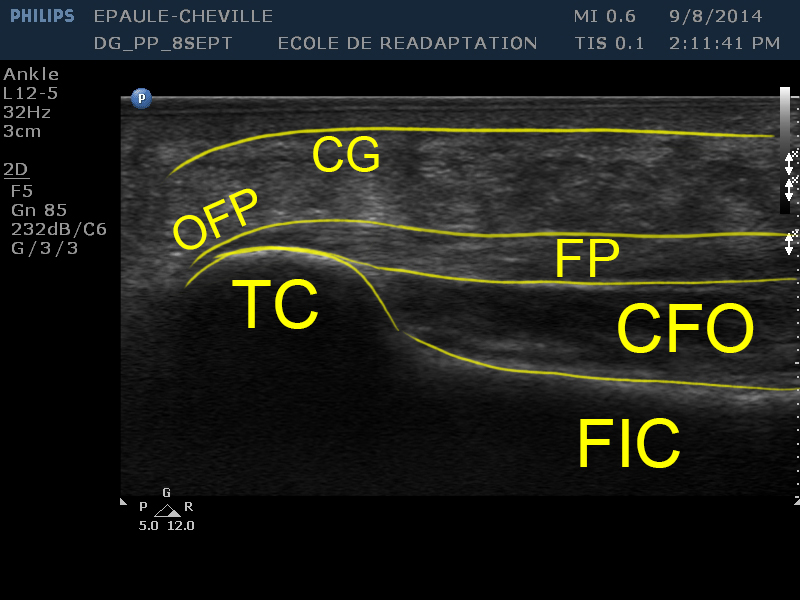 PHILIPS EPAULE-CHEVILLE MI 0.6 9/8/2014
DG_PP_8SEPT ECOLE DE READAPTATION TIS 0.1 2:11:41 PM
Ankle
L12-5
32Hz
3cm
2D
F5
Gn 85
232dB/C6
G/3/3
P
CG
OFP
FP
TC
CFO
FIC
G
P R
5.0 12.0